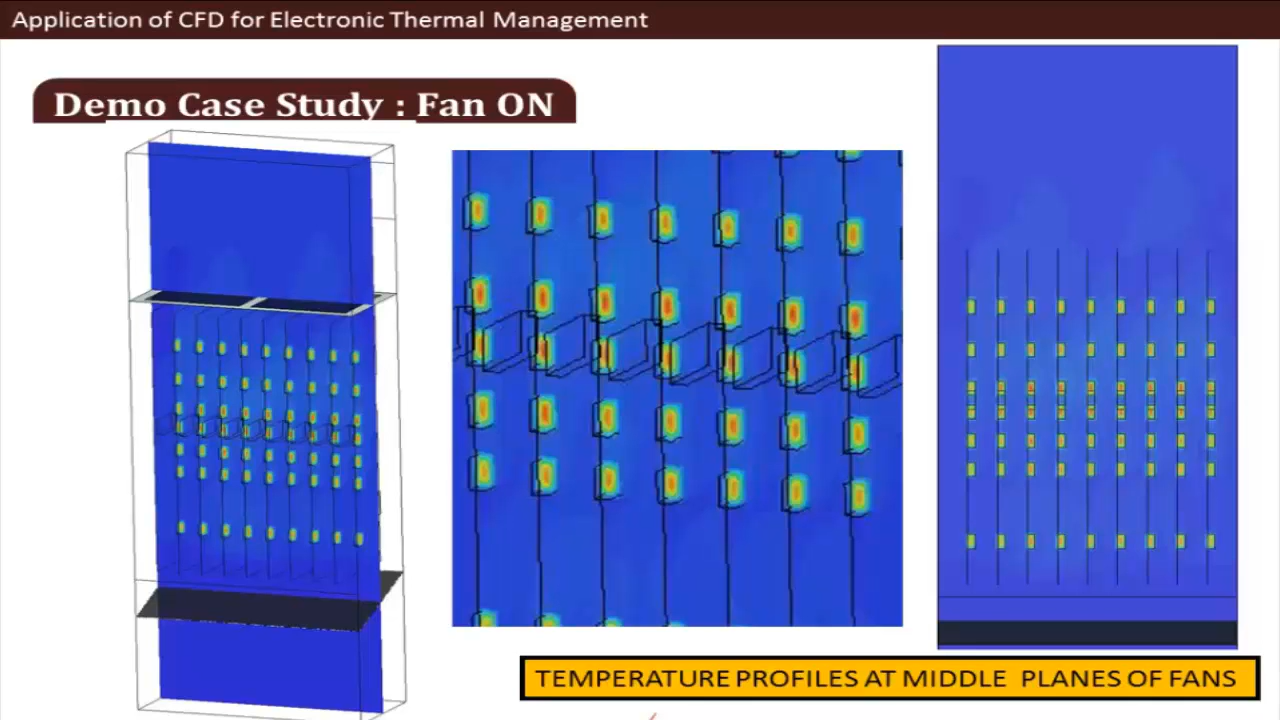 Application of CFD for Electronic Thermal Management
Demo Case Study : Fan ON
TEMPERATURE PROFILES AT MIDDLE PLANES OF FANS